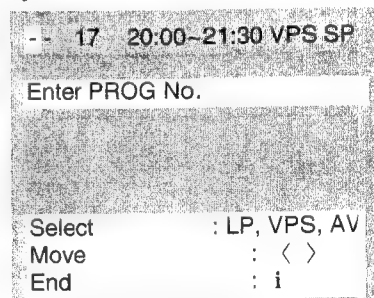 -- 17 20:00~21:30 VPS SP
Enter PROG No.
Select : LP, VPS, AV
Move : 〈 〉
End : i